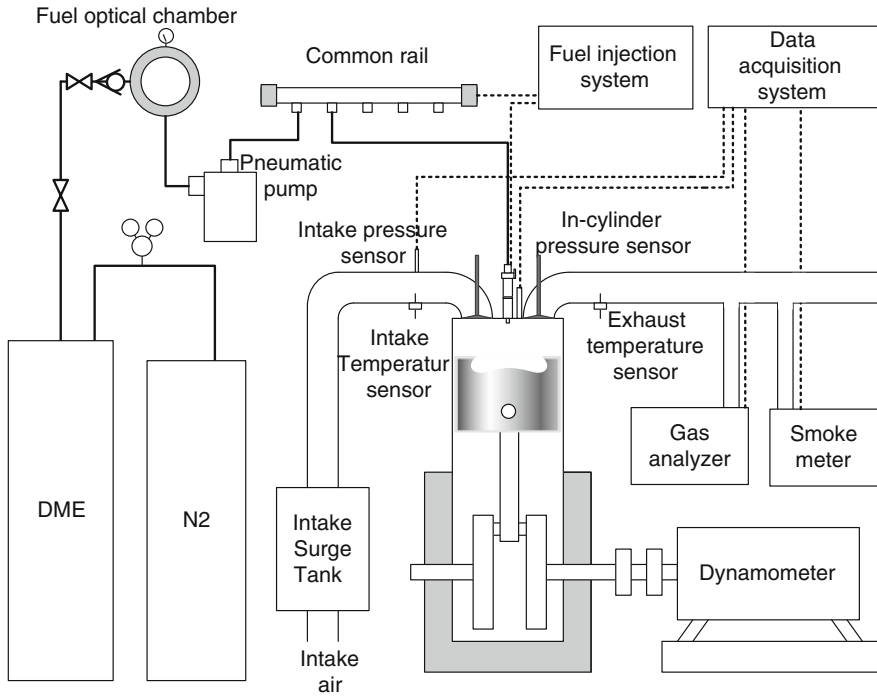 Fuel optical chamber
Common rail
Fuel injection
system
Data
acquisition
system
Pneumatic
pump
Intake pressure
sensor
In-cylinder
pressure sensor
Intake
Temperatur
sensor
Exhaust
temperature
sensor
Gas
analyzer
Smoke
meter
DME
N2
Intake
Surge
Tank
Dynamometer
Intake
air